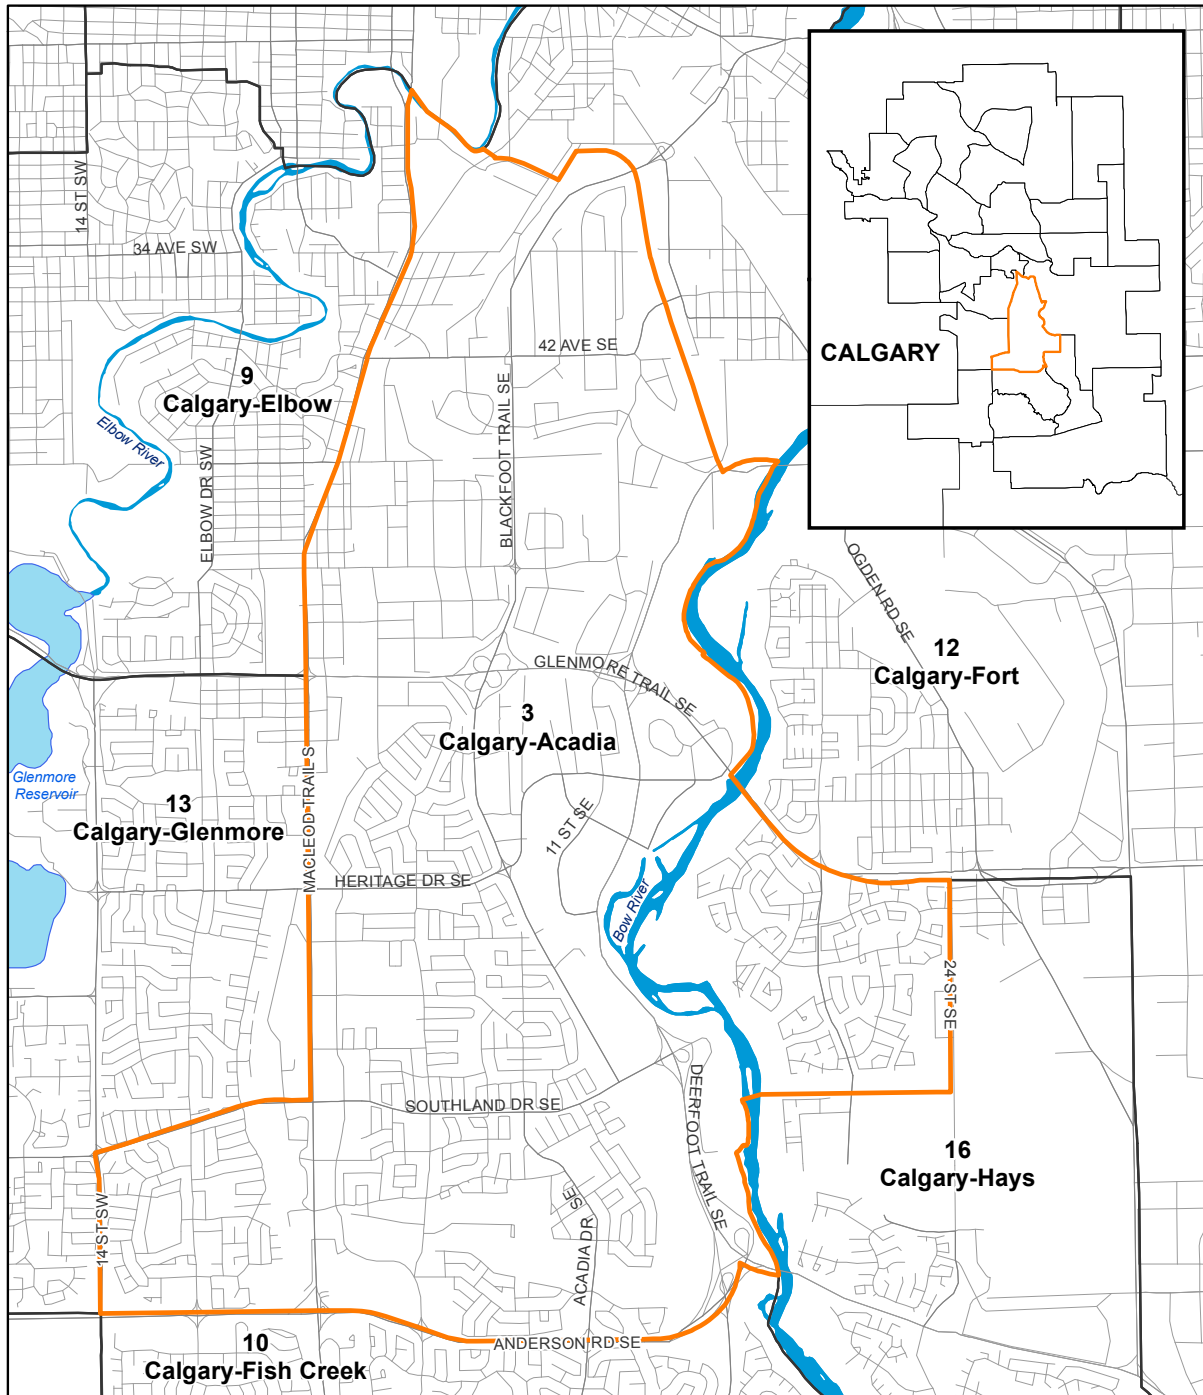 14 ST SW
34 AVE SW
CALGARY
42 AVE SE
9
Calgary-Elbow
BLACKFOOT TRAIL SE
Elbow River
ELBOW DR SW
OGDEN RD SE
12
Calgary-Fort
GLENMORE TRAIL SE
3
Calgary-Acadia
MACLEOD TRAIL S
Glenmore
Reservoir
13
Calgary-Glenmore
11 ST SE
HERITAGE DR SE
Bow River
24 ST SE
SOUTHLAND DR SE
DEERFOOT TRAIL SE
16
Calgary-Hays
14 ST SW
ACADIA DR SE
ANDERSON RD SE
10
Calgary-Fish Creek